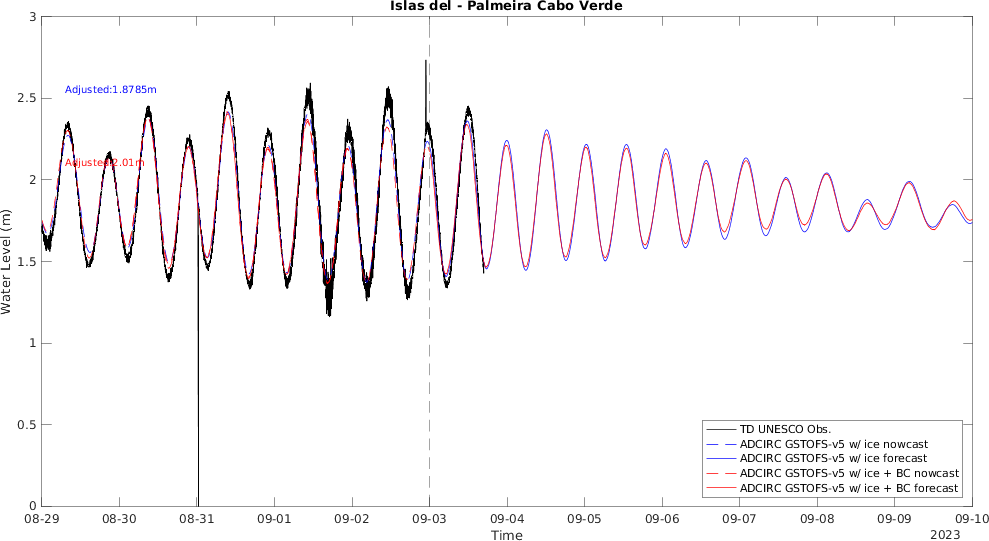 Islas del - Palmeira Cabo Verde
3
2.5
2
1.5
1
0.5
0
Water Level (m)
Adjusted:1.8785m
Adjusted:2.01m
TD UNESCO Obs.
ADCIRC GSTOFS-v5 w/ ice nowcast
ADCIRC GSTOFS-v5 w/ ice forecast
ADCIRC GSTOFS-v5 w/ ice + BC nowcast
ADCIRC GSTOFS-v5 w/ ice + BC forecast
08-29 08-30 08-31 09-01 09-02 09-03 09-04 09-05 09-06 09-07 09-08 09-09 09-10
Time
2023